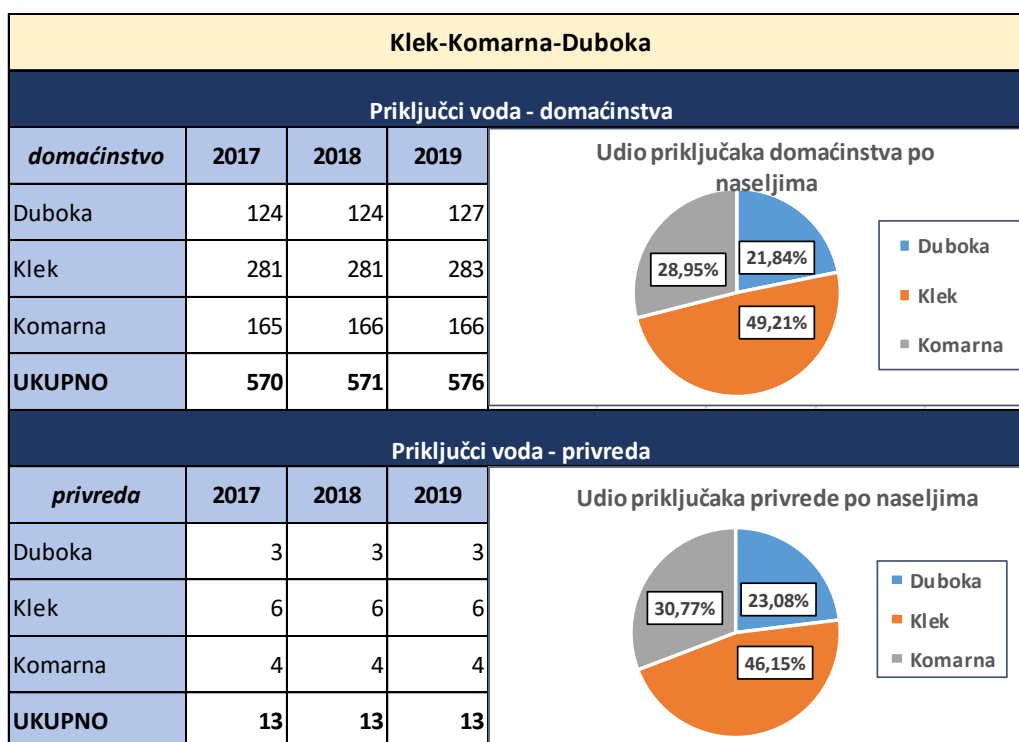 Klek-Komarna-Duboka
Priključci voda - domaćinstva
domaćinstvo 2017 2018 2019
Duboka 124 124 127
Klek 281 281 283
Komarna 165 166 166
UKUPNO 570 571 576
Udio priključaka domaćinstva po
naseljima
28,95% 21,84%
49,21%
Duboka
Klek
Komarna
Priključci voda - privreda
privreda 2017 2018 2019
Duboka 3 3 3
Klek 6 6 6
Komarna 4 4 4
UKUPNO 13 13 13
Udio priključaka privrede po naseljima
30,77% 23,08%
46,15%
Duboka
Klek
Komarna